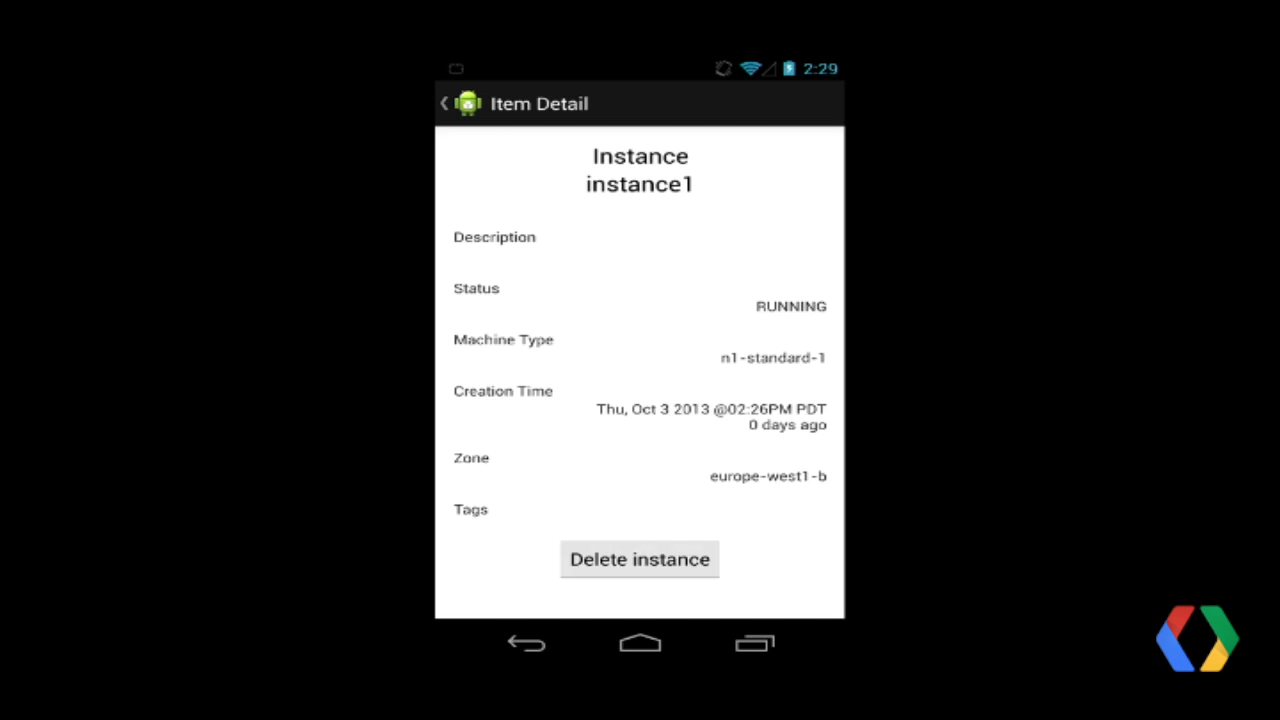 2:29
Item Detail
Instance
instance1
Description
Status
RUNNING
Machine Type
n1-standard-1
Creation Time
Thu, Oct 3 2013 @02:26PM PDT
0 days ago
Zone
europe-west1-b
Tags
Delete instance